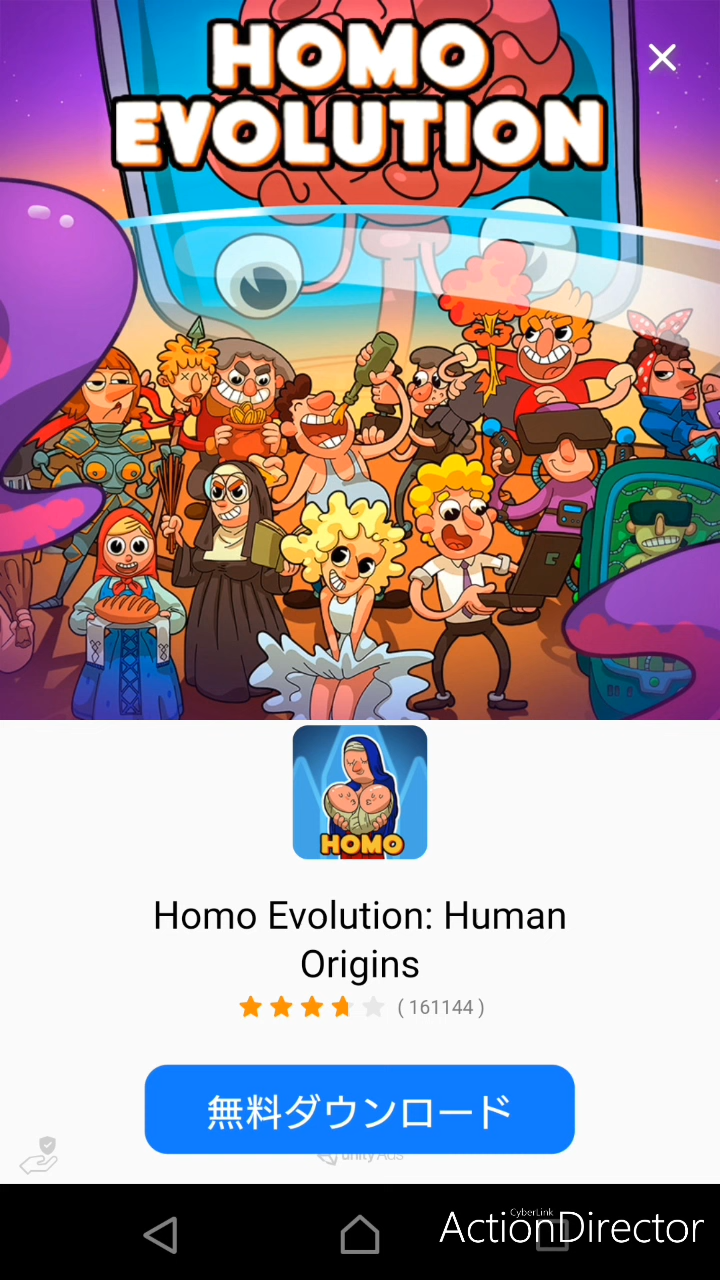 HOMO
EVOLUTION
HOMO
Homo Evolution: Human
Origins
( 161144 )
無料ダウンロード
unity Ads
CyberLink
ActionDirector